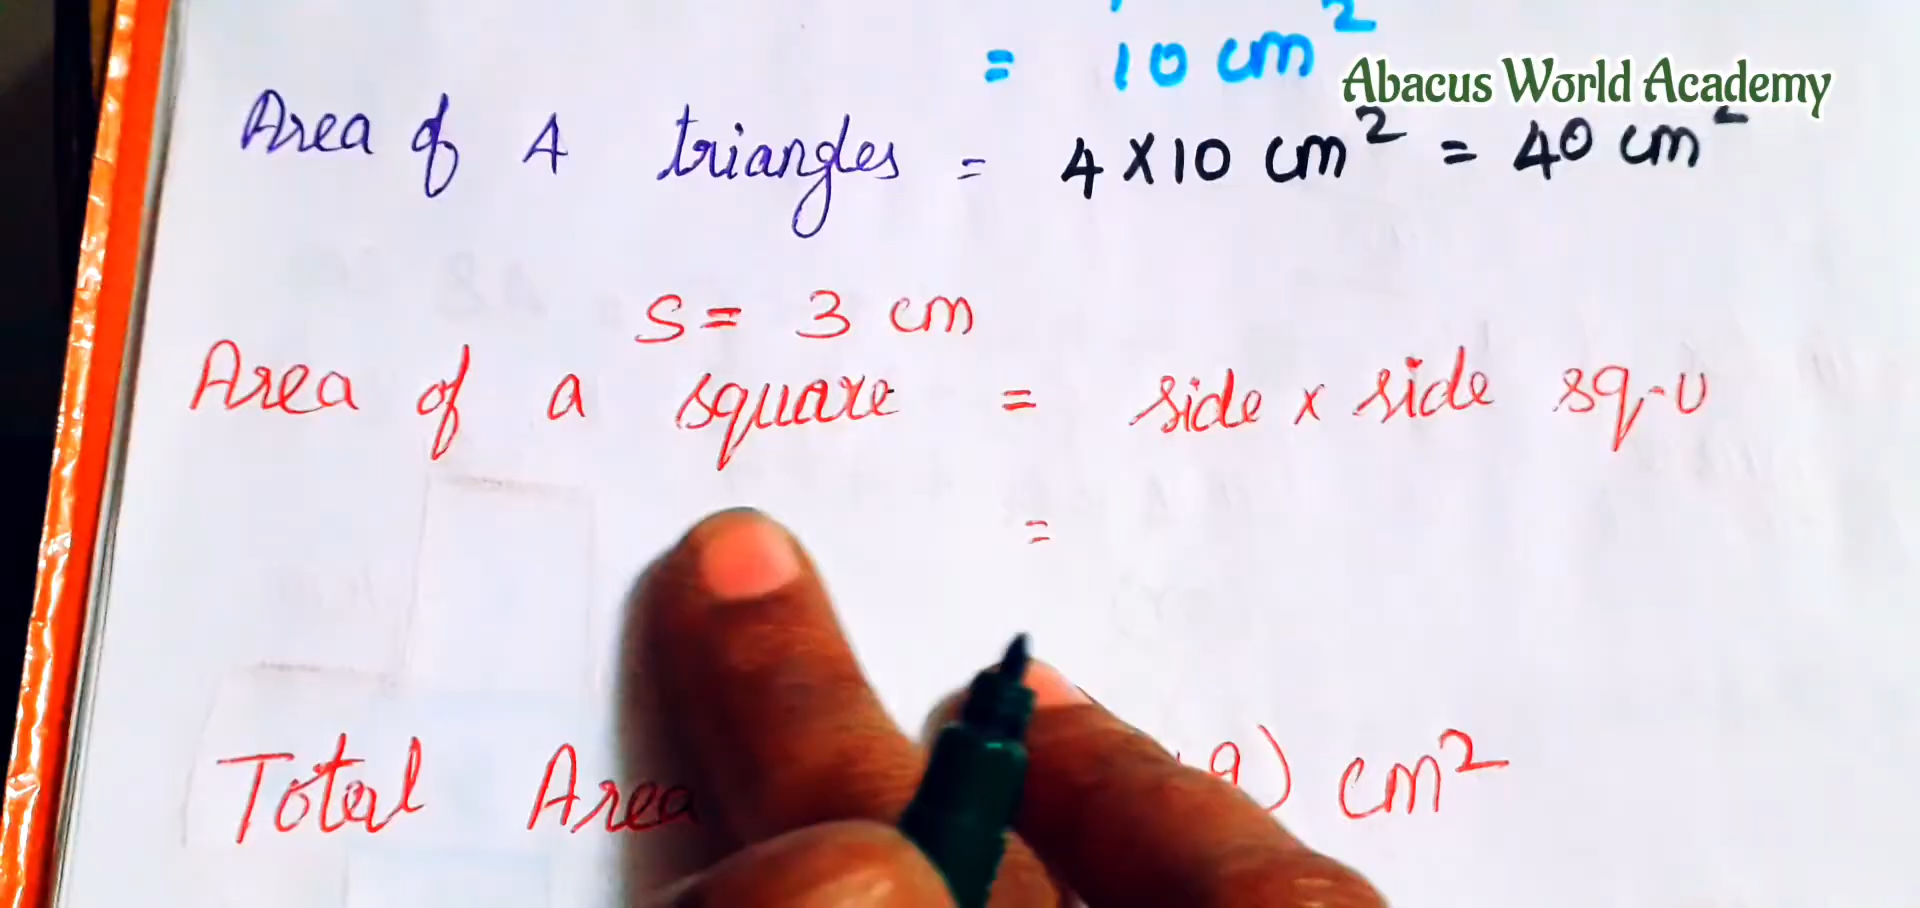 = 10 cm²
Abacus World Academy
Area of 4 triangles = 4 × 10 cm² = 40 cm²
S = 3 cm
Area of a square = side × side sq.u
=
Total Area 9) cm²